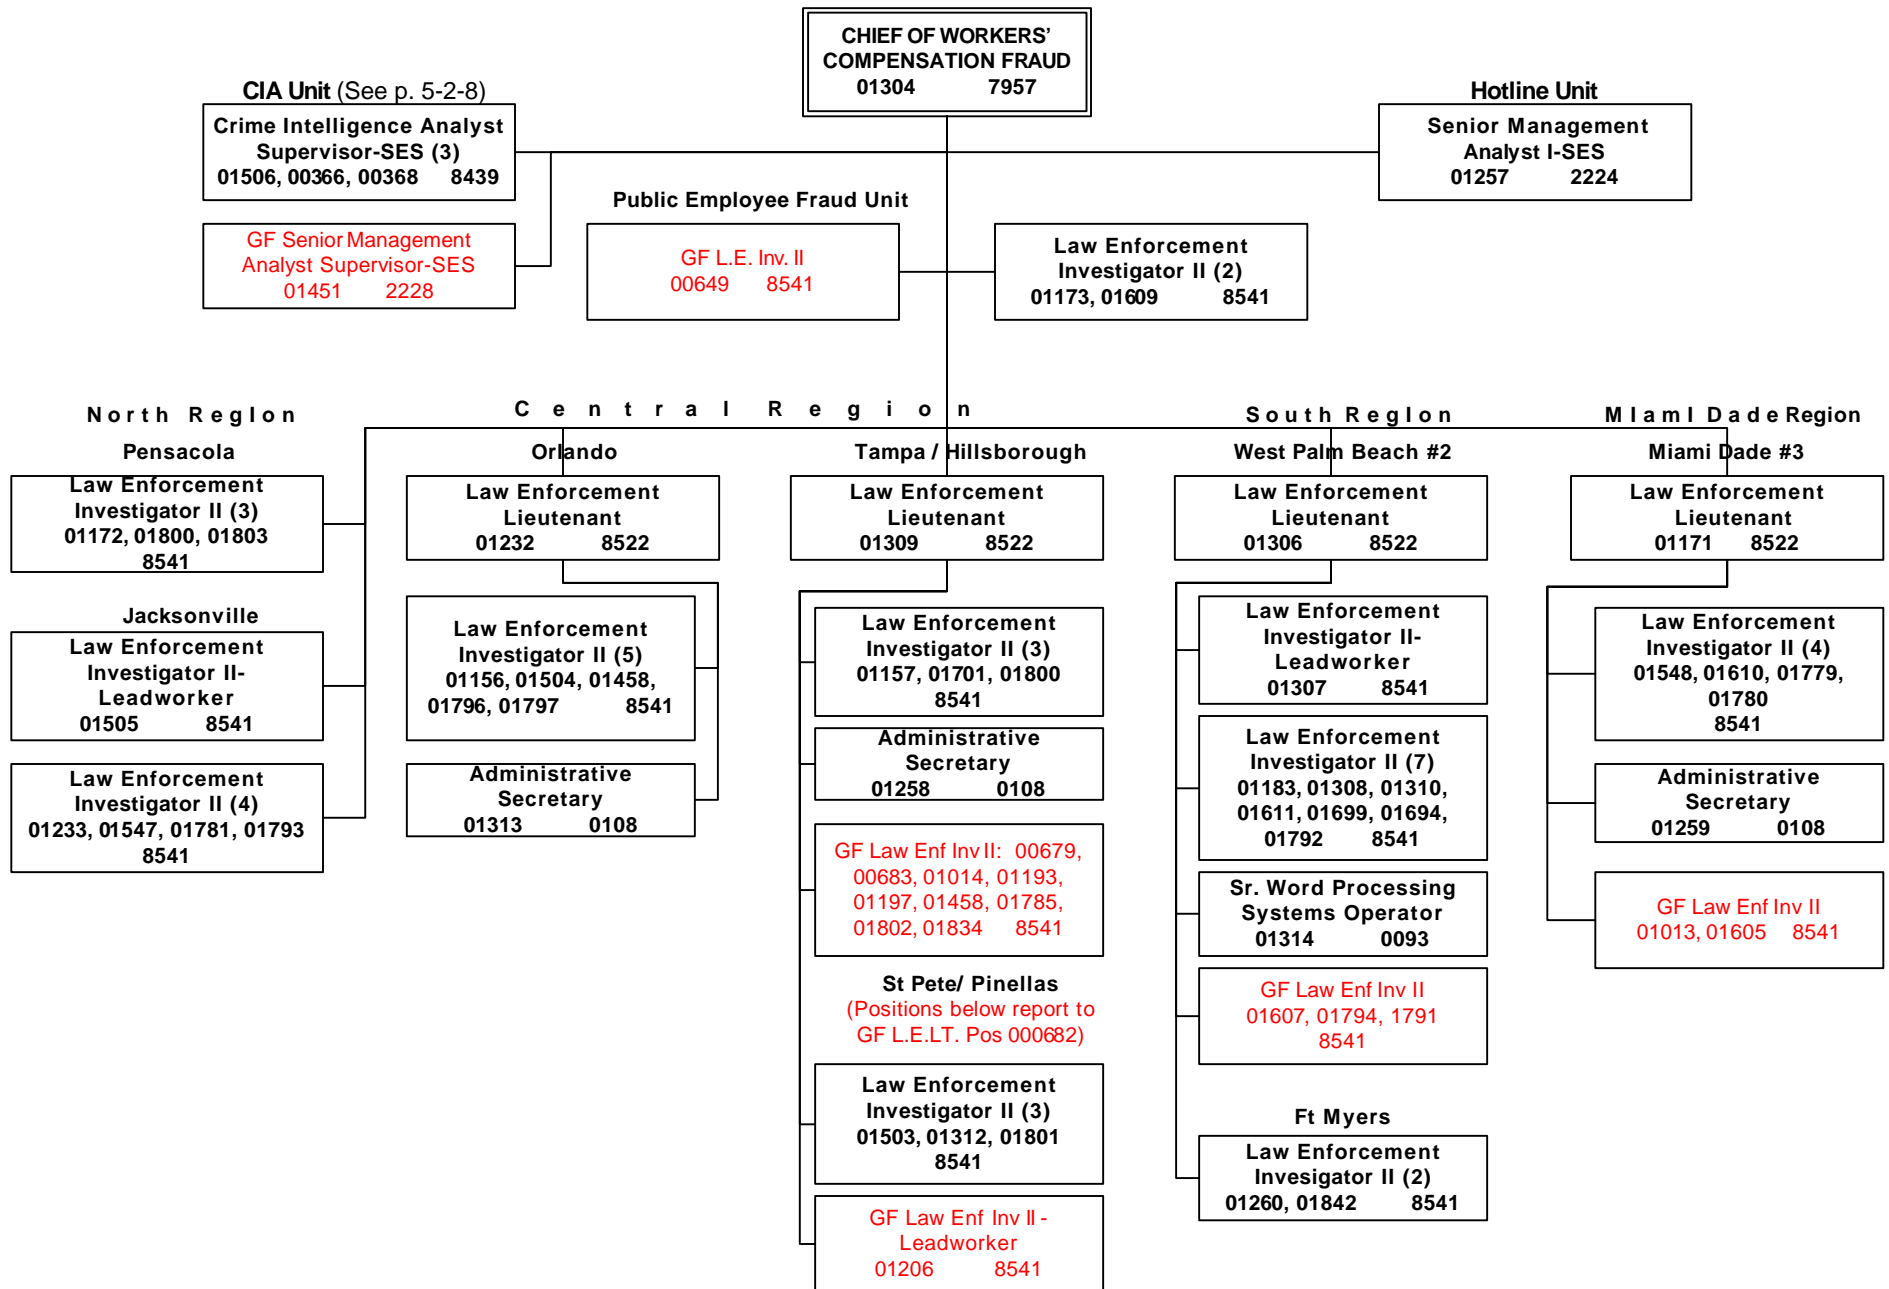 CHIEF OF WORKERS'
COMPENSATION FRAUD
01304 7957
CIA Unit (See p. 5-2-8)
Crime Intelligence Analyst
Supervisor-SES (3)
01506, 00366, 00368 8439
Hotline Unit
Senior Management
Analyst I-SES
01257 2224
GF Senior Management
Analyst Supervisor-SES
01451 2228
Public Employee Fraud Unit
GF L.E. Inv. II
00649 8541
Law Enforcement
Investigator II (2)
01173, 01609 8541
North RegIon
Pensacola
Law Enforcement
Investigator II (3)
01172, 01800, 01803
8541
Jacksonville
Law Enforcement
Investigator II-
Leadworker
01505 8541
Law Enforcement
Investigator II (4)
01233, 01547, 01781, 01793
8541
Central Region
Orlando
Law Enforcement
Lieutenant
01232 8522
Law Enforcement
Investigator II (5)
01156, 01504, 01458,
01796, 01797 8541
Administrative
Secretary
01313 0108
Tampa / Hillsborough
Law Enforcement
Lieutenant
01309 8522
Law Enforcement
Investigator II (3)
01157, 01701, 01800
8541
Administrative
Secretary
01258 0108
GF Law Enf Inv II: 00679,
00683, 01014, 01193,
01197, 01458, 01785,
01802, 01834 8541
St Pete/ Pinellas
(Positions below report to
GF L.E.LT. Pos 000682)
Law Enforcement
Investigator II (3)
01503, 01312, 01801
8541
GF Law Enf Inv II -
Leadworker
01206 8541
South RegIon
West Palm Beach #2
Law Enforcement
Lieutenant
01306 8522
Law Enforcement
Investigator II-
Leadworker
01307 8541
Law Enforcement
Investigator II (7)
01183, 01308, 01310,
01611, 01699, 01694,
01792 8541
Sr. Word Processing
Systems Operator
01314 0093
GF Law Enf Inv II
01607, 01794, 1791
8541
Ft Myers
Law Enforcement
Invesigator II (2)
01260, 01842 8541
MIamI Dade Region
Miami Dade #3
Law Enforcement
Lieutenant
01171 8522
Law Enforcement
Investigator II (4)
01548, 01610, 01779,
01780
8541
Administrative
Secretary
01259 0108
GF Law Enf Inv II
01013, 01605 8541